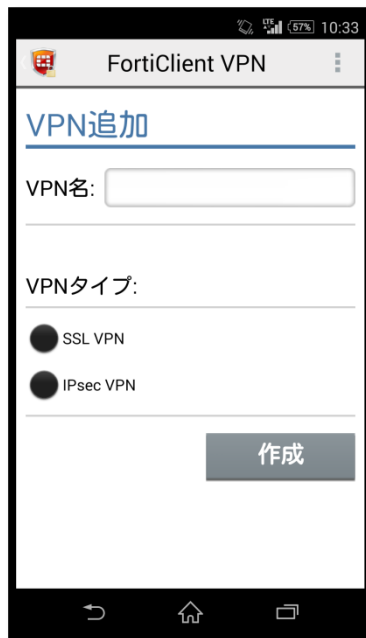 LTE 57% 10:33
FortiClient VPN
VPN追加
VPN名:
VPNタイプ:
SSL VPN
IPsec VPN
作成